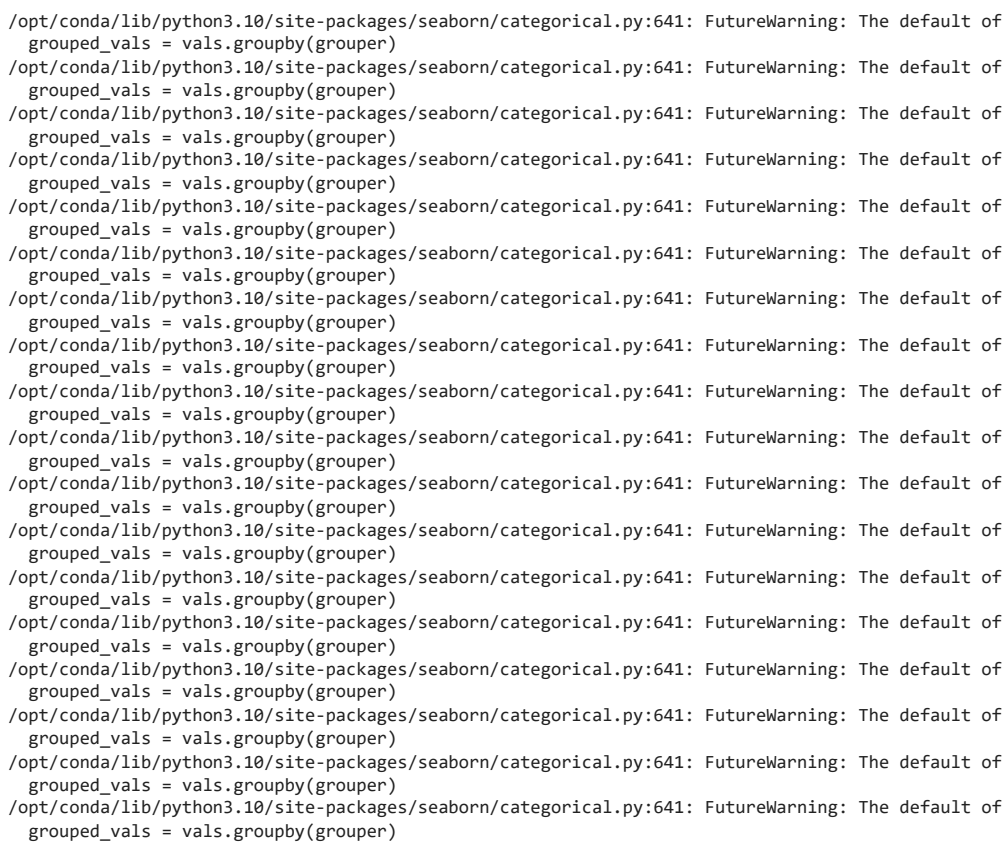 /opt/conda/lib/python3.10/site-packages/seaborn/categorical.py:641: FutureWarning: The default of
  grouped_vals = vals.groupby(grouper)
/opt/conda/lib/python3.10/site-packages/seaborn/categorical.py:641: FutureWarning: The default of
  grouped_vals = vals.groupby(grouper)
/opt/conda/lib/python3.10/site-packages/seaborn/categorical.py:641: FutureWarning: The default of
  grouped_vals = vals.groupby(grouper)
/opt/conda/lib/python3.10/site-packages/seaborn/categorical.py:641: FutureWarning: The default of
  grouped_vals = vals.groupby(grouper)
/opt/conda/lib/python3.10/site-packages/seaborn/categorical.py:641: FutureWarning: The default of
  grouped_vals = vals.groupby(grouper)
/opt/conda/lib/python3.10/site-packages/seaborn/categorical.py:641: FutureWarning: The default of
  grouped_vals = vals.groupby(grouper)
/opt/conda/lib/python3.10/site-packages/seaborn/categorical.py:641: FutureWarning: The default of
  grouped_vals = vals.groupby(grouper)
/opt/conda/lib/python3.10/site-packages/seaborn/categorical.py:641: FutureWarning: The default of
  grouped_vals = vals.groupby(grouper)
/opt/conda/lib/python3.10/site-packages/seaborn/categorical.py:641: FutureWarning: The default of
  grouped_vals = vals.groupby(grouper)
/opt/conda/lib/python3.10/site-packages/seaborn/categorical.py:641: FutureWarning: The default of
  grouped_vals = vals.groupby(grouper)
/opt/conda/lib/python3.10/site-packages/seaborn/categorical.py:641: FutureWarning: The default of
  grouped_vals = vals.groupby(grouper)
/opt/conda/lib/python3.10/site-packages/seaborn/categorical.py:641: FutureWarning: The default of
  grouped_vals = vals.groupby(grouper)
/opt/conda/lib/python3.10/site-packages/seaborn/categorical.py:641: FutureWarning: The default of
  grouped_vals = vals.groupby(grouper)
/opt/conda/lib/python3.10/site-packages/seaborn/categorical.py:641: FutureWarning: The default of
  grouped_vals = vals.groupby(grouper)
/opt/conda/lib/python3.10/site-packages/seaborn/categorical.py:641: FutureWarning: The default of
  grouped_vals = vals.groupby(grouper)
/opt/conda/lib/python3.10/site-packages/seaborn/categorical.py:641: FutureWarning: The default of
  grouped_vals = vals.groupby(grouper)
/opt/conda/lib/python3.10/site-packages/seaborn/categorical.py:641: FutureWarning: The default of
  grouped_vals = vals.groupby(grouper)
/opt/conda/lib/python3.10/site-packages/seaborn/categorical.py:641: FutureWarning: The default of
  grouped_vals = vals.groupby(grouper)